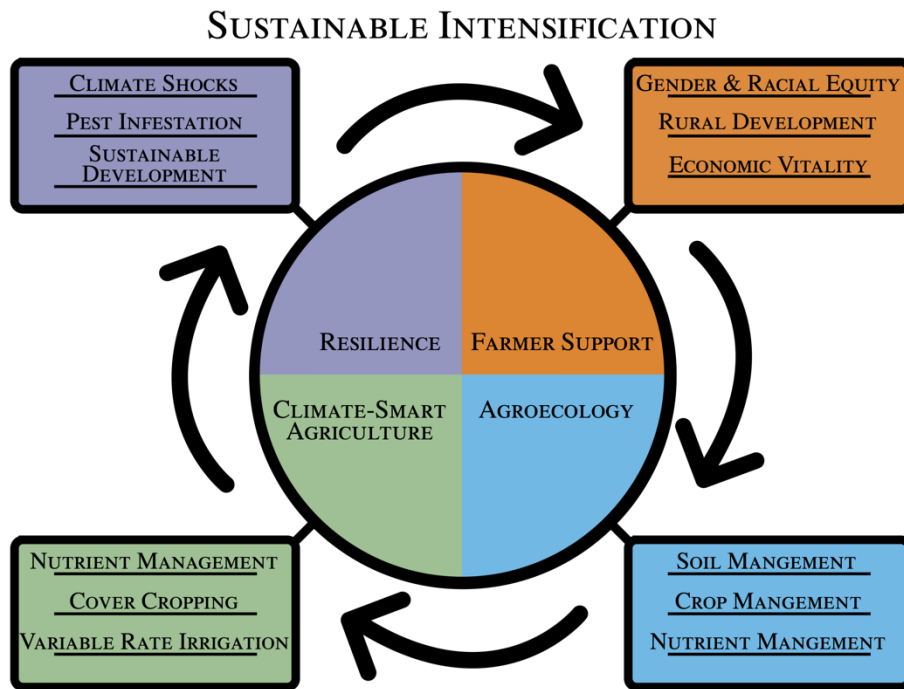 SUSTAINABLE INTENSIFICATION
CLIMATE SHOCKS
PEST INFESTATION
SUSTAINABLE
DEVELOPMENT
GENDER & RACIAL EQUITY
RURAL DEVELOPMENT
ECONOMIC VITALITY
RESILIENCE
FARMER SUPPORT
CLIMATE-SMART
AGRICULTURE
AGROECOLOGY
NUTRIENT MANAGEMENT
COVER CROPPING
VARIABLE RATE IRRIGATION
SOIL MANGEMENT
CROP MANGEMENT
NUTRIENT MANGEMENT